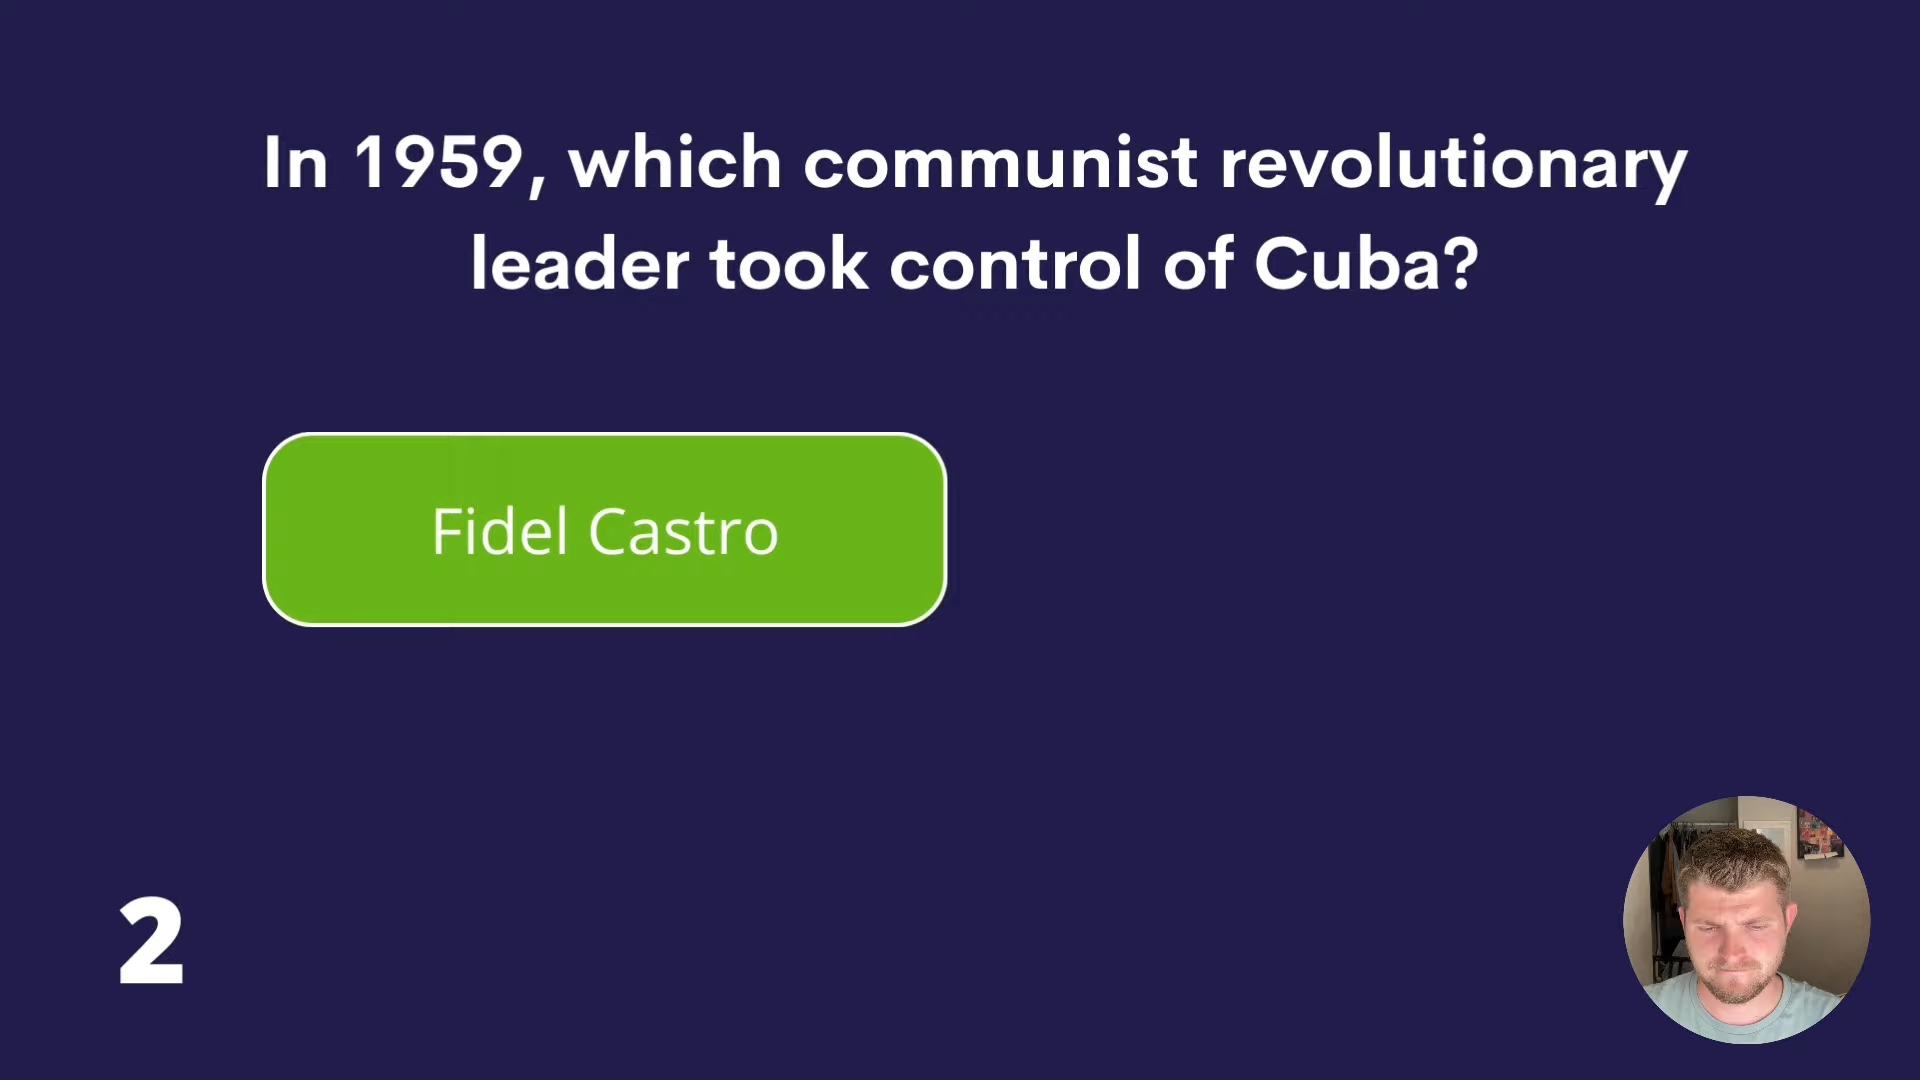 In 1959, which communist revolutionary
leader took control of Cuba?
Fidel Castro
2